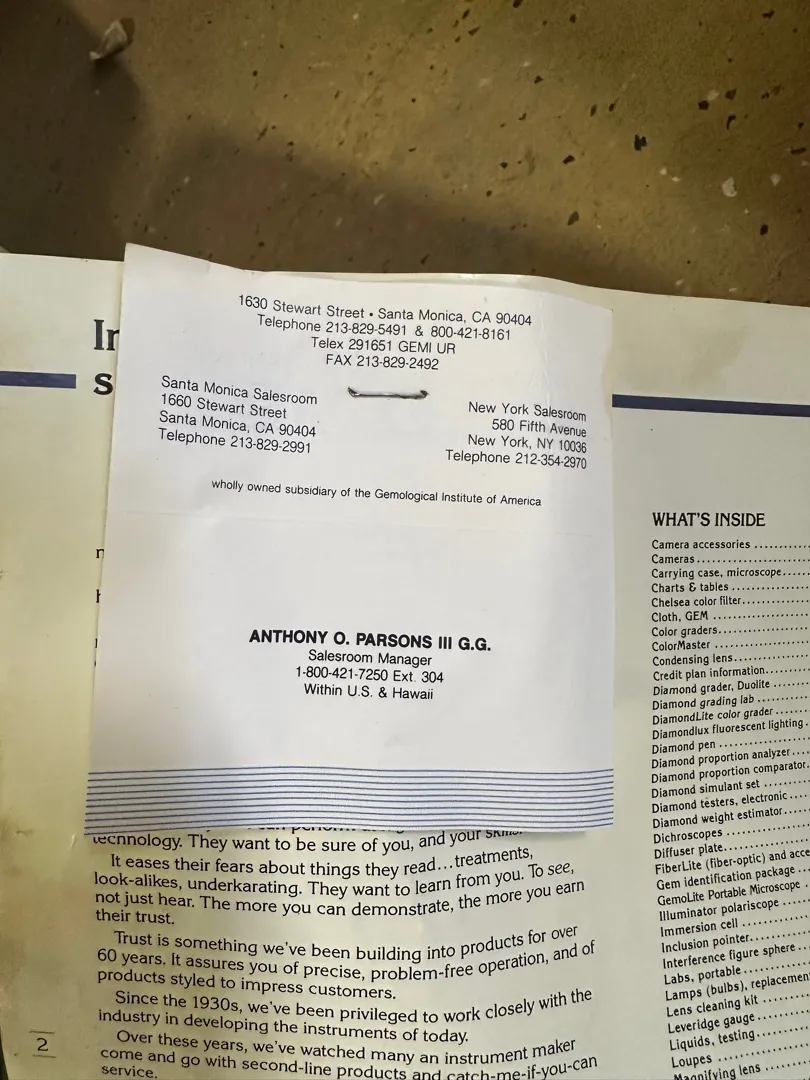 1630 Stewart Street • Santa Monica, CA 90404
Telephone 213-829-5491 & 800-421-8161
Telex 291651 GEMI UR
FAX 213-829-2492
Santa Monica Salesroom
1660 Stewart Street
Santa Monica, CA 90404
Telephone 213-829-2991
New York Salesroom
580 Fifth Avenue
New York, NY 10036
Telephone 212-354-2970
wholly owned subsidiary of the Gemological Institute of America
ANTHONY O. PARSONS III G.G.
Salesroom Manager
1-800-421-7250 Ext. 304
Within U.S. & Hawaii
technology. They want to be sure of you, and your skills.
It eases their fears about things they read...treatments,
look-alikes, underkarating. They want to learn from you. To see,
not just hear. The more you can demonstrate, the more you earn
their trust.
Trust is something we've been building into products for over
60 years. It assures you of precise, problem-free operation, and of
products styled to impress customers.
Since the 1930s, we've been privileged to work closely with the
industry in developing the instruments of today.
Over these years, we've watched many an instrument maker
come and go with second-line products and catch-me-if-you-can
service.
2
WHAT'S INSIDE
Camera accessories
Cameras
Carrying case, microscope
Charts & tables
Chelsea color filter
Cloth, GEM
Color graders
ColorMaster
Condensing lens
Credit plan information
Diamond grader, Duolite
Diamond grading lab
DiamondLite color grader
Diamondlux fluorescent lighting
Diamond pen
Diamond proportion analyzer
Diamond proportion comparator
Diamond simulant set
Diamond testers, electronic
Diamond weight estimator
Dichroscopes
Diffuser plate
FiberLite (fiber-optic) and acce
Gem identification package
GemoLite Portable Microscope
Illuminator polariscope
Immersion cell
Inclusion pointer
Interference figure sphere
Labs, portable
Lamps (bulbs), replacemen
Lens cleaning kit
Leveridge gauge
Liquids, testing
Loupes
Magnifying lens